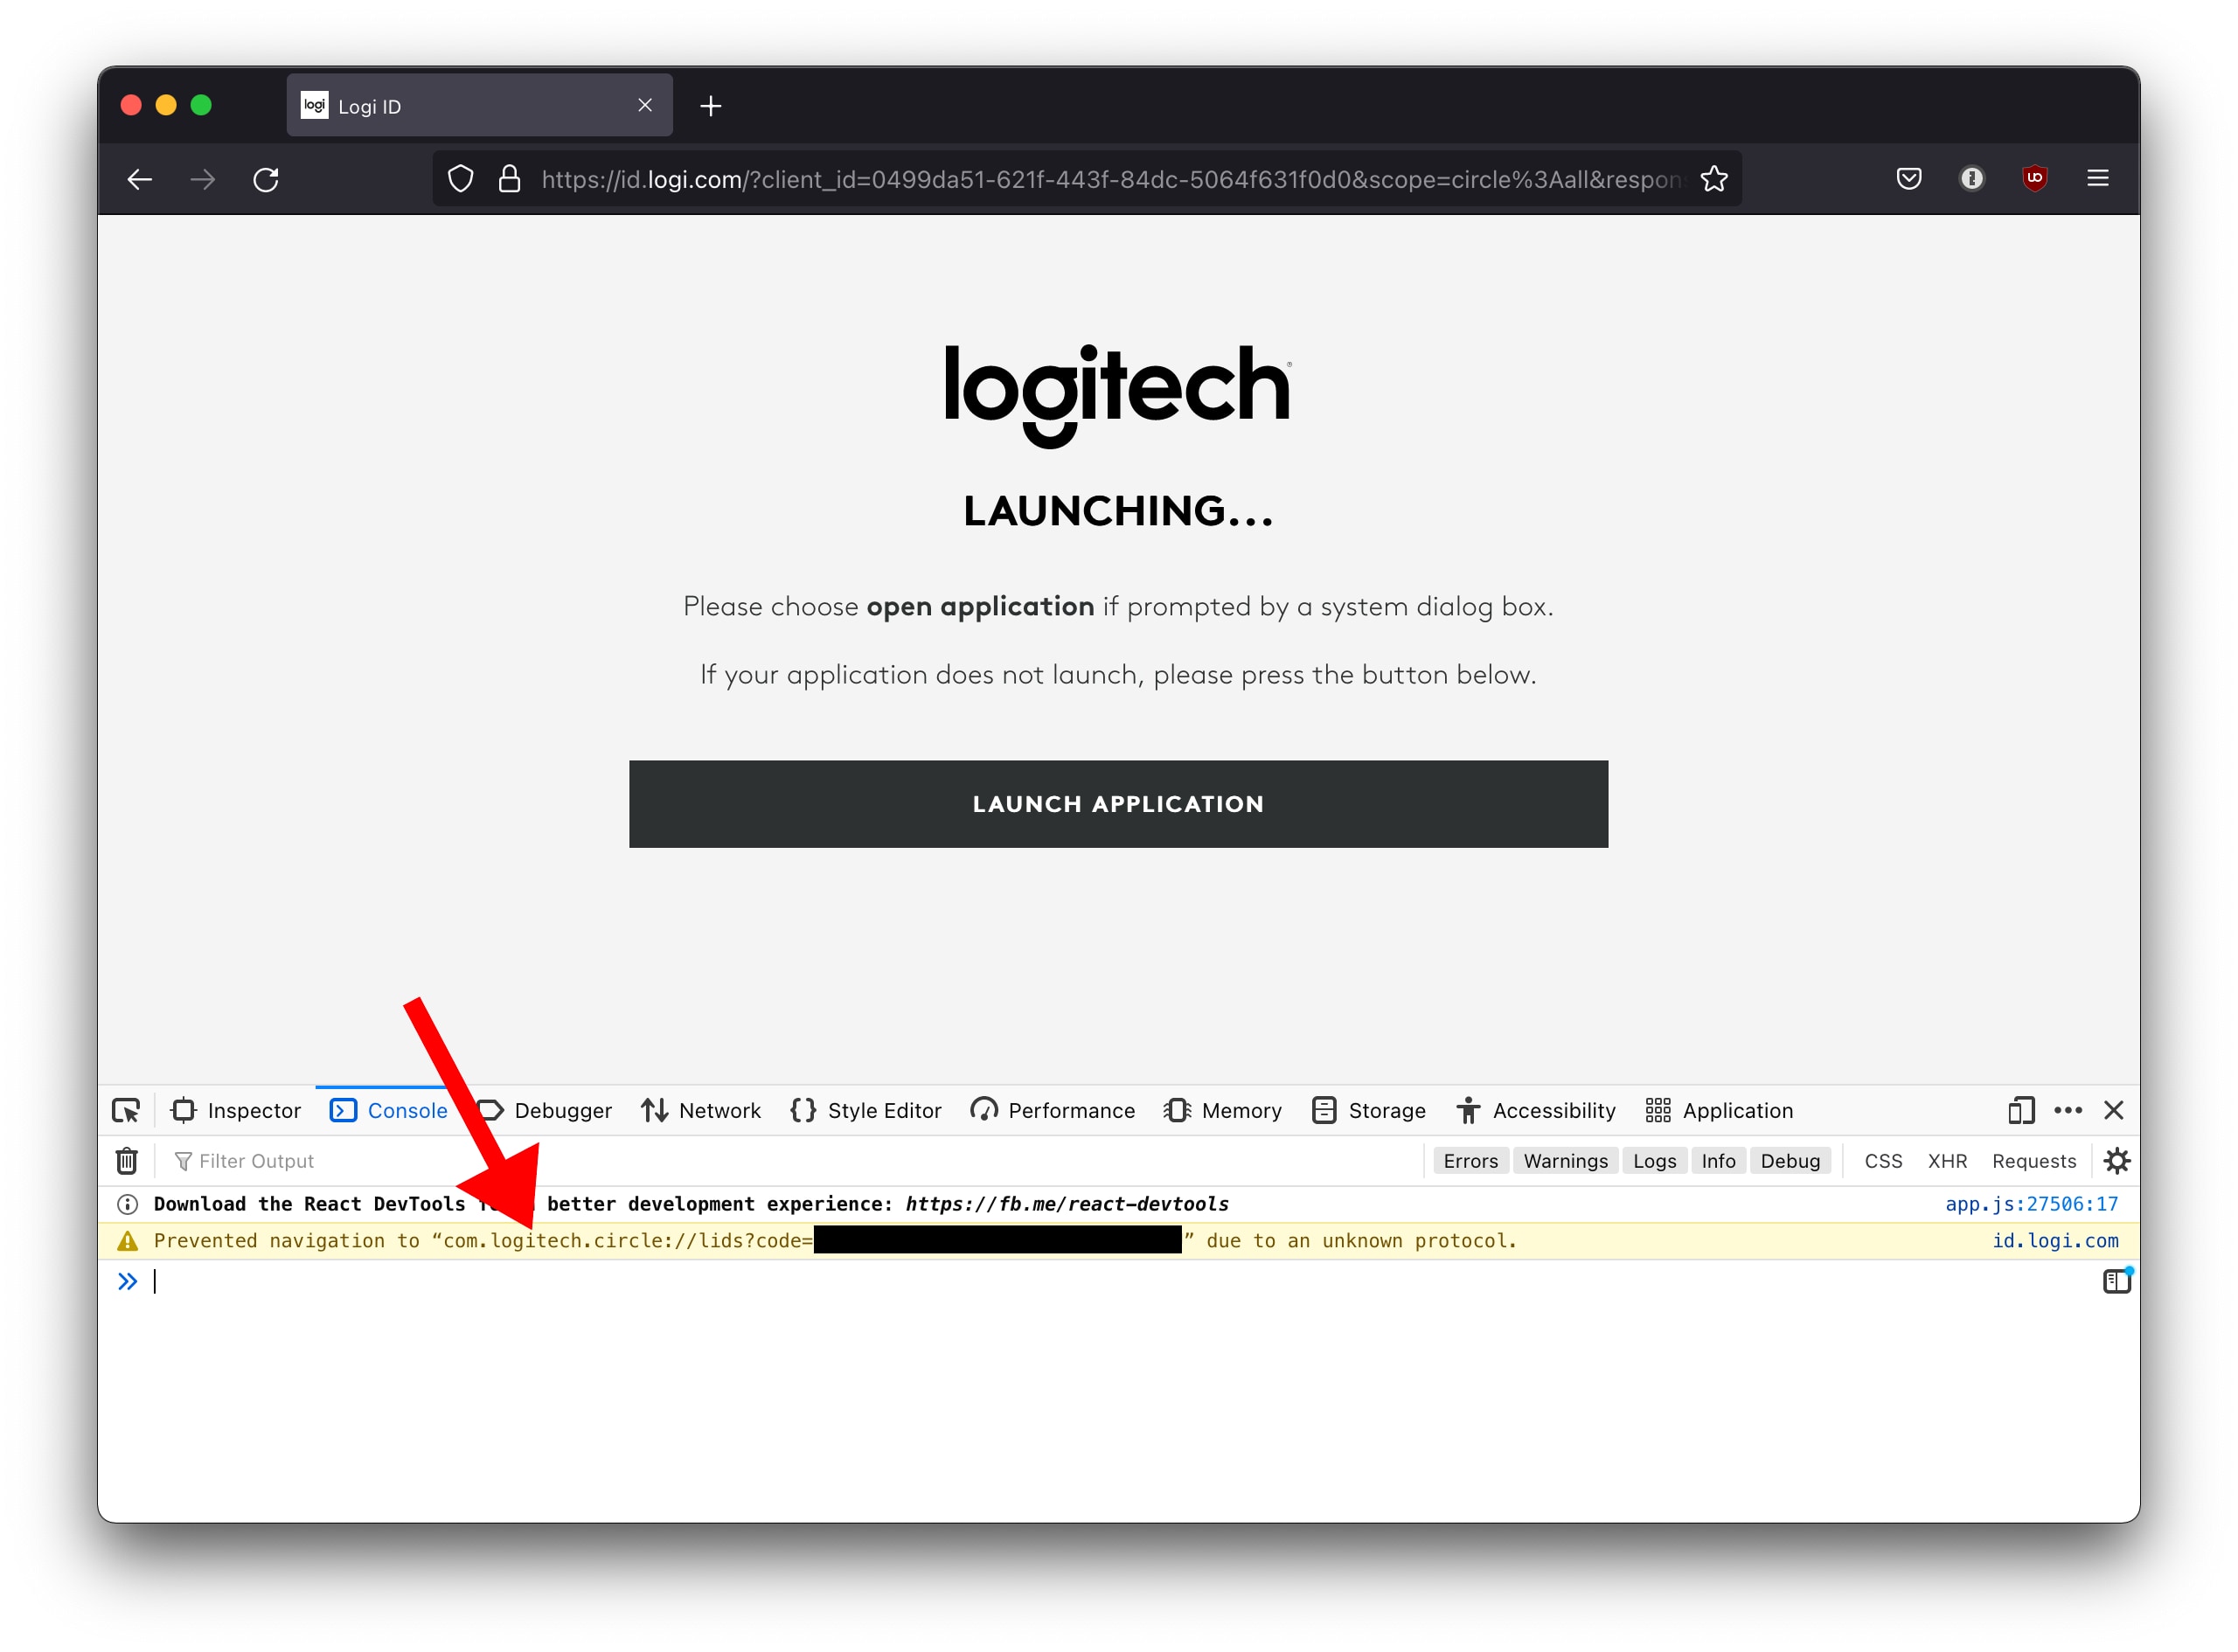 logi Logi ID
https://id.logi.com/?client_id=0499da51-621f-443f-84dc-5064f631f0d0&scope=circle%3Aall&respon
logitech
LAUNCHING...
Please choose open application if prompted by a system dialog box.
If your application does not launch, please press the button below.
LAUNCH APPLICATION
Inspector Console Debugger Network Style Editor Performance Memory Storage Accessibility Application
Filter Output Errors Warnings Logs Info Debug CSS XHR Requests
Download the React DevTools better development experience: https://fb.me/react-devtools app.js:27506:17
Prevented navigation to “com.logitech.circle://lids?code= ” due to an unknown protocol. id.logi.com